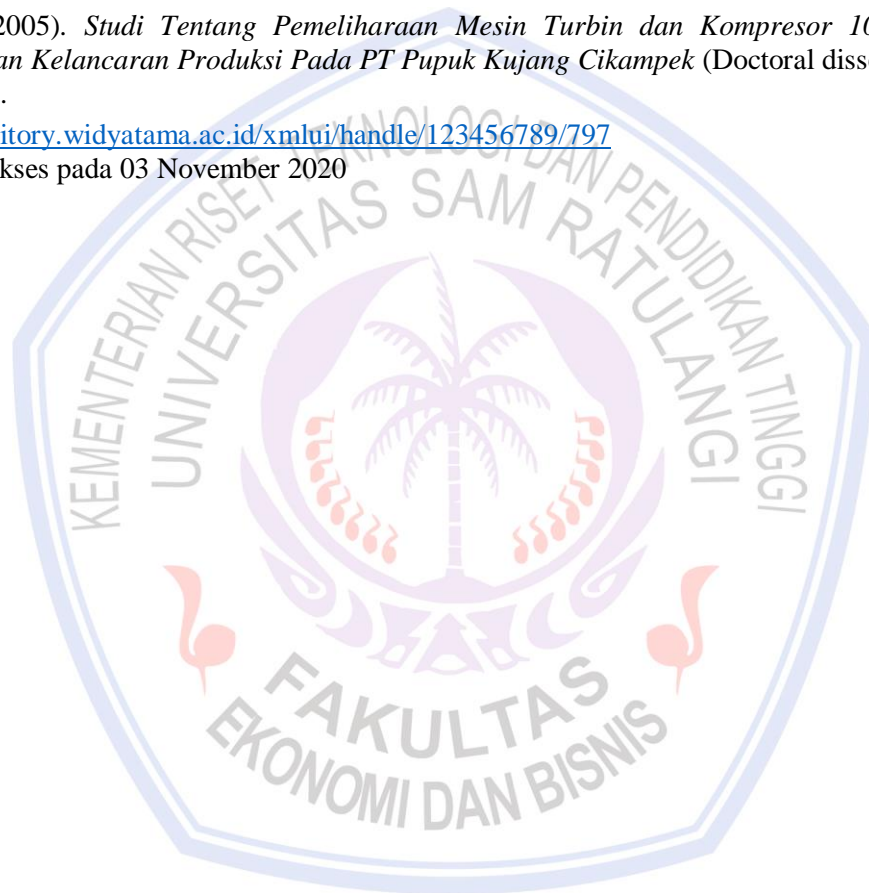 2005). Studi Tentang Pemeliharaan Mesin Turbin dan Kompresor 10
an Kelancaran Produksi Pada PT Pupuk Kujang Cikampek (Doctoral disse
.
itory.widyatama.ac.id/xmlui/handle/123456789/797
kses pada 03 November 2020
KEMENTERIAN RISET TEKNOLOGI DAN PENDIDIKAN TINGGI
UNIVERSITAS SAM RATULANGI
FAKULTAS
EKONOMI DAN BISNIS